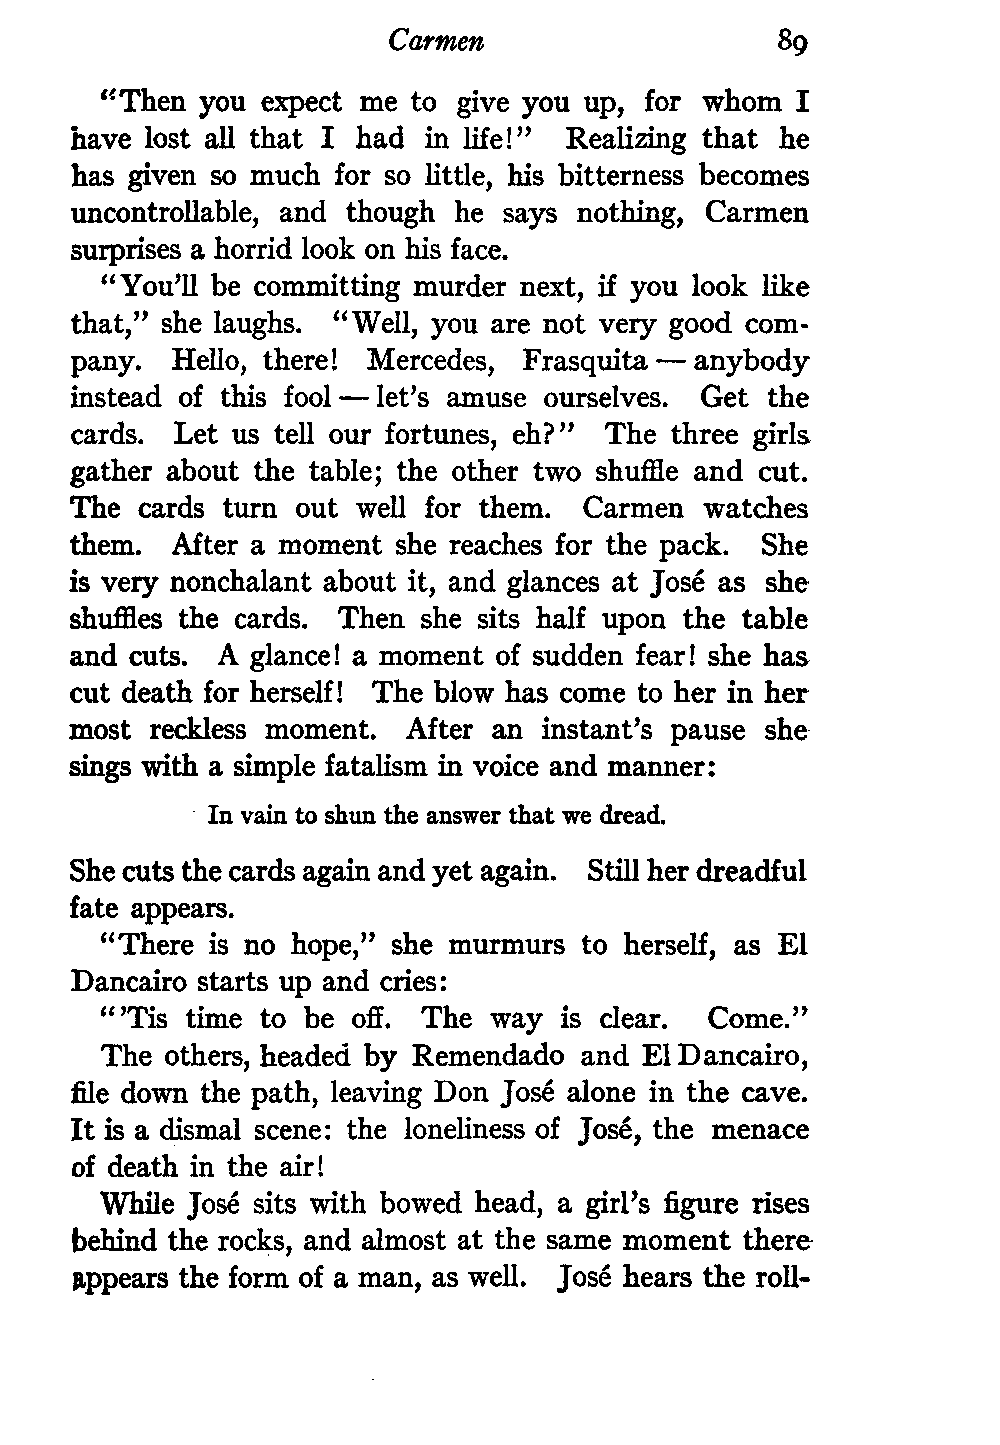 Carmen 89
"Then you expect me to give you up, for whom I
have lost all that I had in life!" Realizing that he
has given so much for so little, his bitterness becomes
uncontrollable, and though he says nothing, Carmen
surprises a horrid look on his face.
"You'll be committing murder next, if you look like
that," she laughs. "Well, you are not very good com-
pany. Hello, there! Mercedes, Frasquita — anybody
instead of this fool — let's amuse ourselves. Get the
cards. Let us tell our fortunes, eh?" The three girls
gather about the table; the other two shuffle and cut.
The cards turn out well for them. Carmen watches
them. After a moment she reaches for the pack. She
is very nonchalant about it, and glances at José as she
shuffles the cards. Then she sits half upon the table
and cuts. A glance! a moment of sudden fear! she has
cut death for herself! The blow has come to her in her
most reckless moment. After an instant's pause she
sings with a simple fatalism in voice and manner:
In vain to shun the answer that we dread.
She cuts the cards again and yet again. Still her dreadful
fate appears.
"There is no hope," she murmurs to herself, as El
Dancairo starts up and cries:
"'Tis time to be off. The way is clear. Come."
The others, headed by Remendado and El Dancairo,
file down the path, leaving Don José alone in the cave.
It is a dismal scene: the loneliness of José, the menace
of death in the air!
While José sits with bowed head, a girl's figure rises
behind the rocks, and almost at the same moment there
appears the form of a man, as well. José hears the roll-